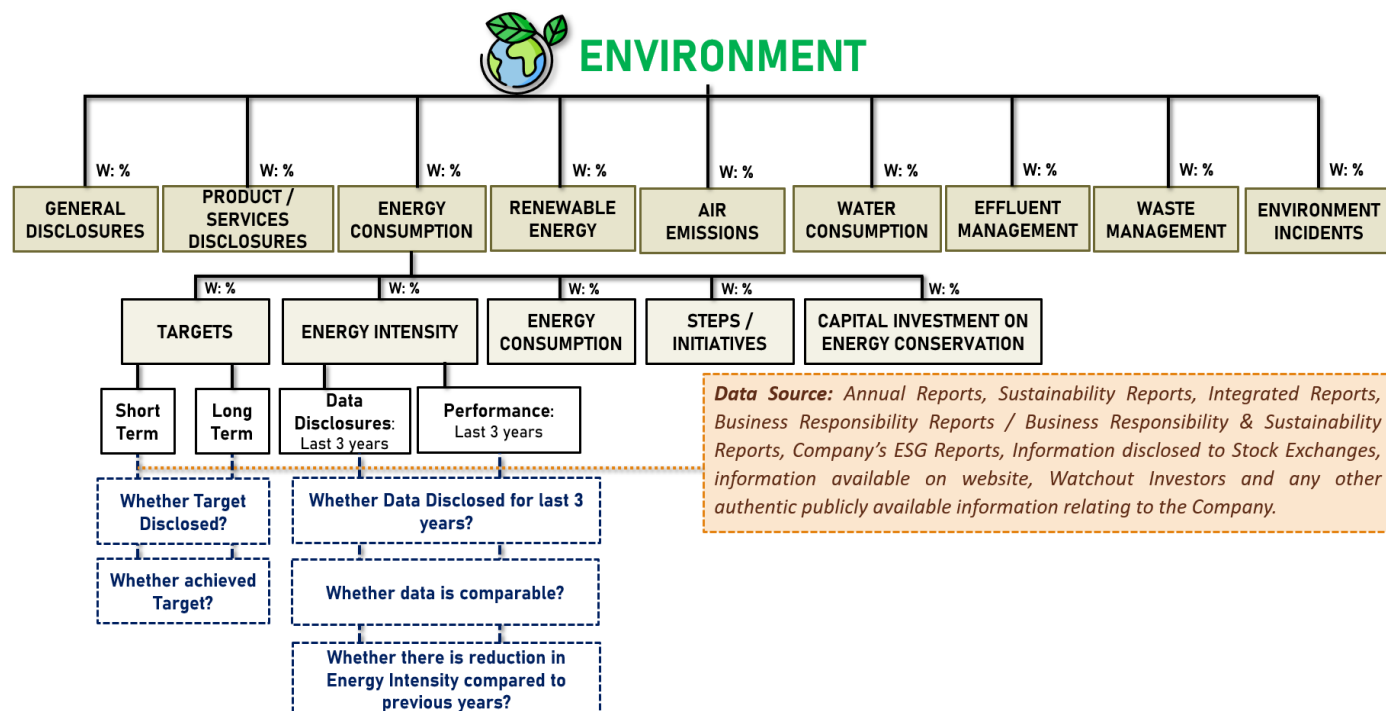 ENVIRONMENT
W: %
W: %
W: %
W: %
W: %
W: %
W: %
W: %
W: %
GENERAL
DISCLOSURES
PRODUCT /
SERVICES
DISCLOSURES
ENERGY
CONSUMPTION
RENEWABLE
ENERGY
AIR
EMISSIONS
WATER
CONSUMPTION
EFFLUENT
MANAGEMENT
WASTE
MANAGEMENT
ENVIRONMENT
INCIDENTS
W: %
W: %
W: %
W: %
W: %
TARGETS
ENERGY INTENSITY
ENERGY
CONSUMPTION
STEPS /
INITIATIVES
CAPITAL INVESTMENT ON
ENERGY CONSERVATION
Short
Term
Long
Term
Data
Disclosures:
Last 3 years
Performance:
Last 3 years
Data Source: Annual Reports, Sustainability Reports, Integrated Reports,
Business Responsibility Reports / Business Responsibility & Sustainability
Reports, Company's ESG Reports, Information disclosed to Stock Exchanges,
information available on website, Watchout Investors and any other
authentic publicly available information relating to the Company.
Whether Target
Disclosed?
Whether achieved
Target?
Whether Data Disclosed for last 3
years?
Whether data is comparable?
Whether there is reduction in
Energy Intensity compared to
previous years?